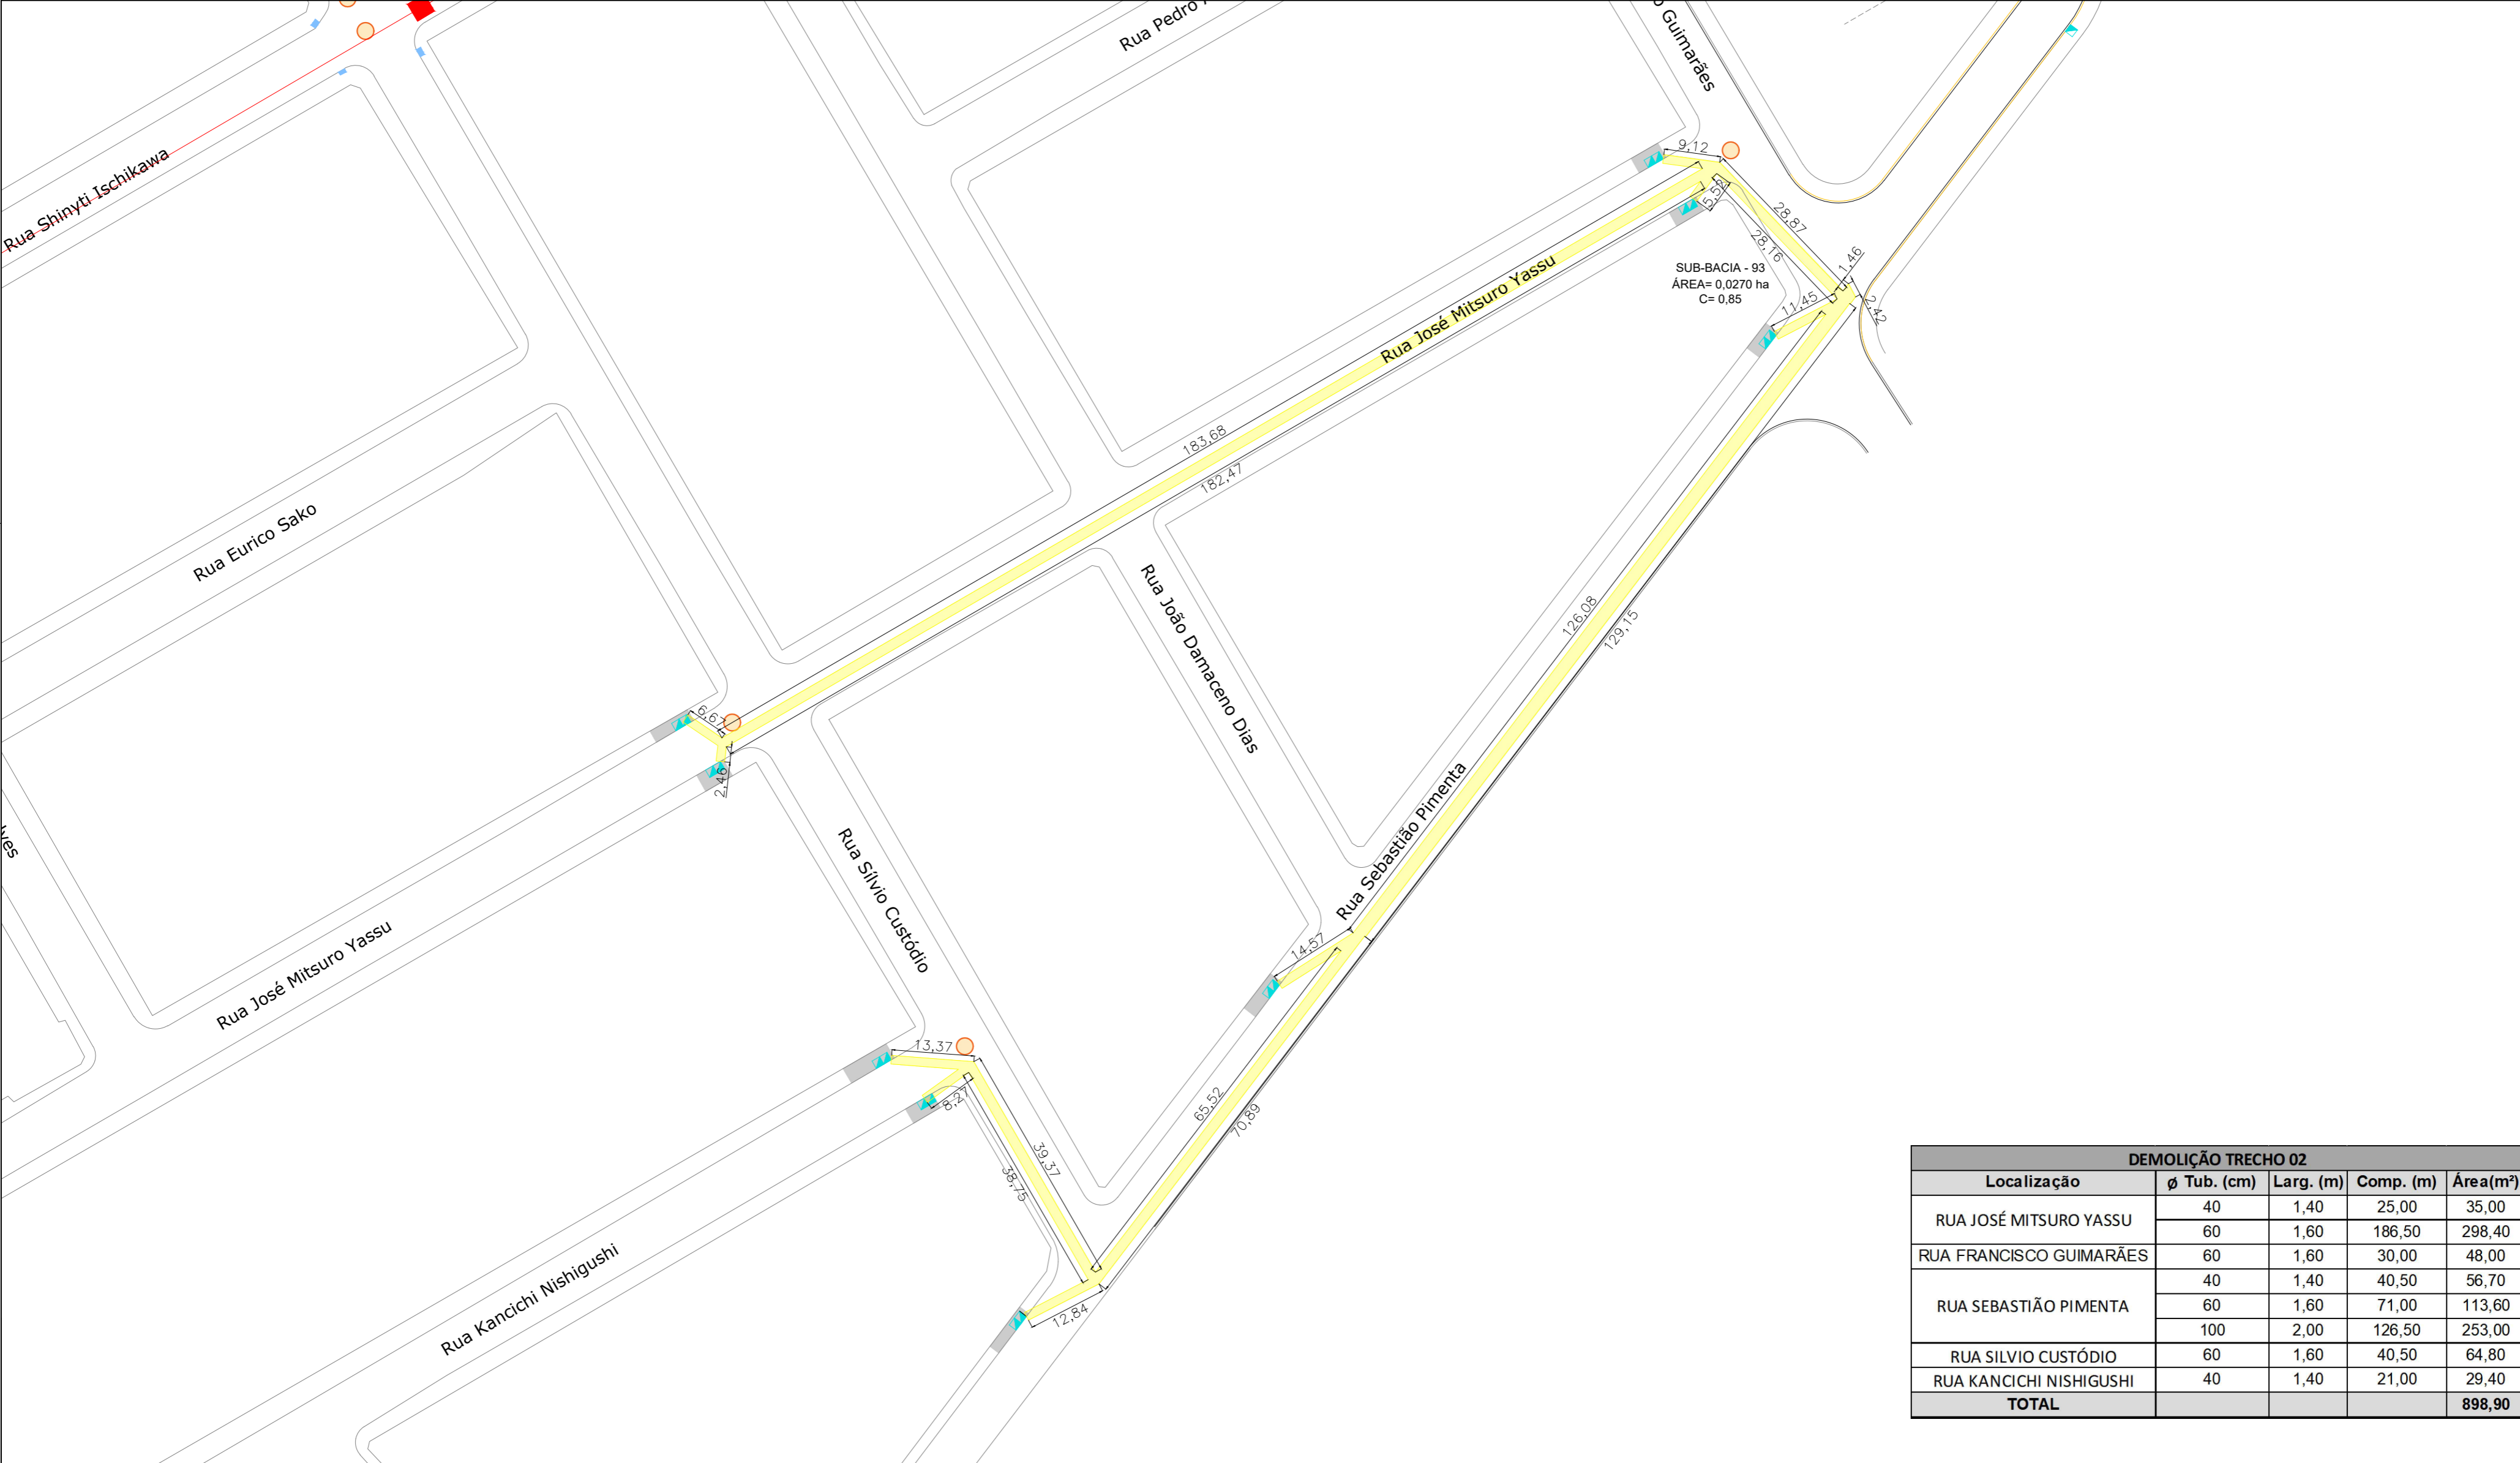 Rua Pedro
o Guimarães
Rua Shinyti Ischikawa
9,12
5,52
28,87
28,16
1,46
2,42
11,45
SUB-BACIA - 93
ÁREA= 0,0270 ha
C= 0,85
Rua José Mitsuro Yassu
183,68
182,47
Rua Eurico Sako
Rua João Damaceno Dias
126,08
129,15
6,67
2,46
Rua Sebastião Pimenta
Rua Sílvio Custódio
lves
14,57
Rua José Mitsuro Yassu
13,37
8,27
39,37
38,75
65,52
70,89
12,84
Rua Kancichi Nishigushi
DEMOLIÇÃO TRECHO 02
Localização ø Tub. (cm) Larg. (m) Comp. (m) Área(m²)
RUA JOSÉ MITSURO YASSU 40 1,40 25,00 35,00
60 1,60 186,50 298,40
RUA FRANCISCO GUIMARÃES 60 1,60 30,00 48,00
RUA SEBASTIÃO PIMENTA 40 1,40 40,50 56,70
60 1,60 71,00 113,60
100 2,00 126,50 253,00
RUA SILVIO CUSTÓDIO 60 1,60 40,50 64,80
RUA KANCICHI NISHIGUSHI 40 1,40 21,00 29,40
TOTAL 898,90